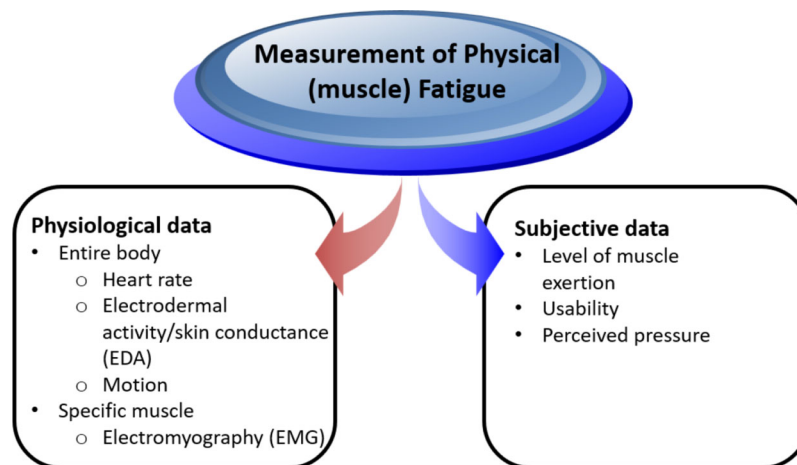 Measurement of Physical
(muscle) Fatigue
Physiological data
• Entire body
o Heart rate
o Electrodermal
activity/skin conductance
(EDA)
o Motion
• Specific muscle
o Electromyography (EMG)
Subjective data
• Level of muscle
exertion
• Usability
• Perceived pressure